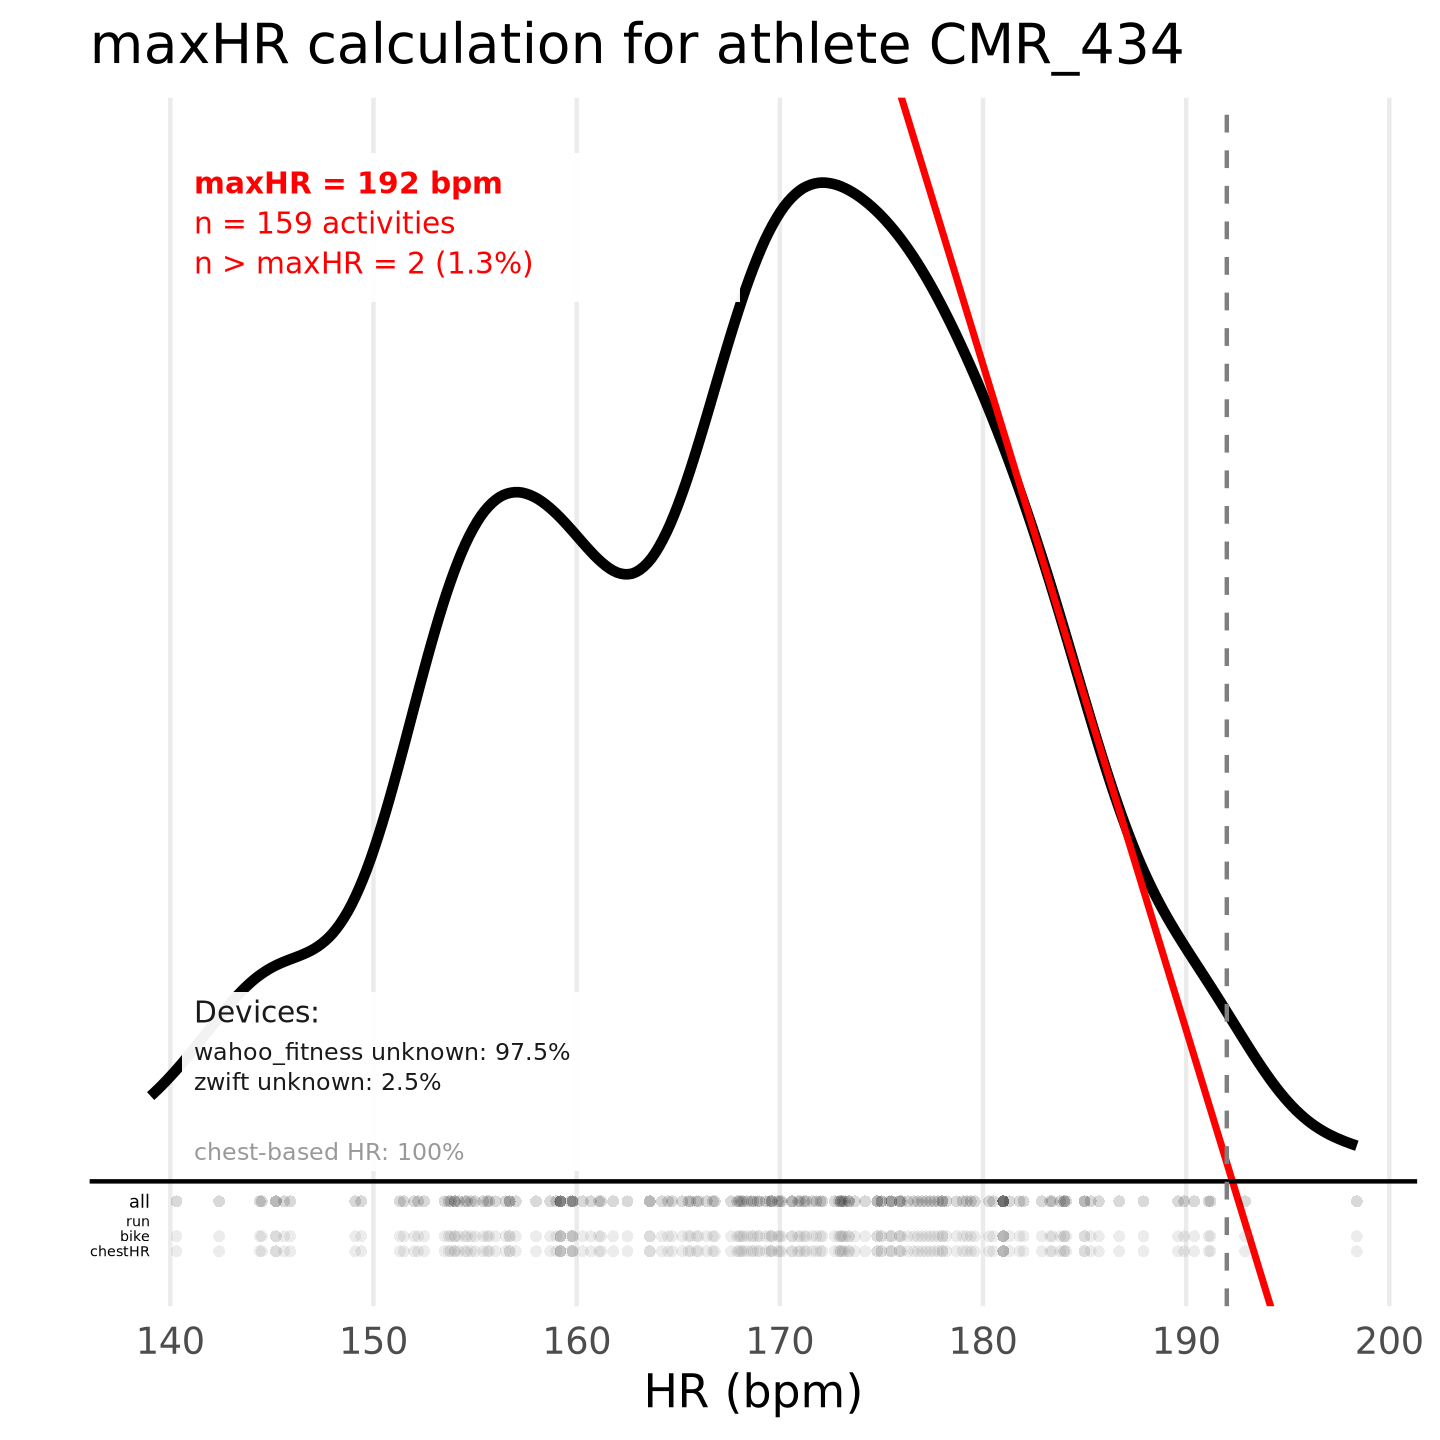 maxHR calculation for athlete CMR_434
maxHR = 192 bpm
n = 159 activities
n > maxHR = 2 (1.3%)
Devices:
wahoo_fitness unknown: 97.5%
zwift unknown: 2.5%
chest-based HR: 100%
all
run
bike
chestHR
140 150 160 170 180 190 200
HR (bpm)